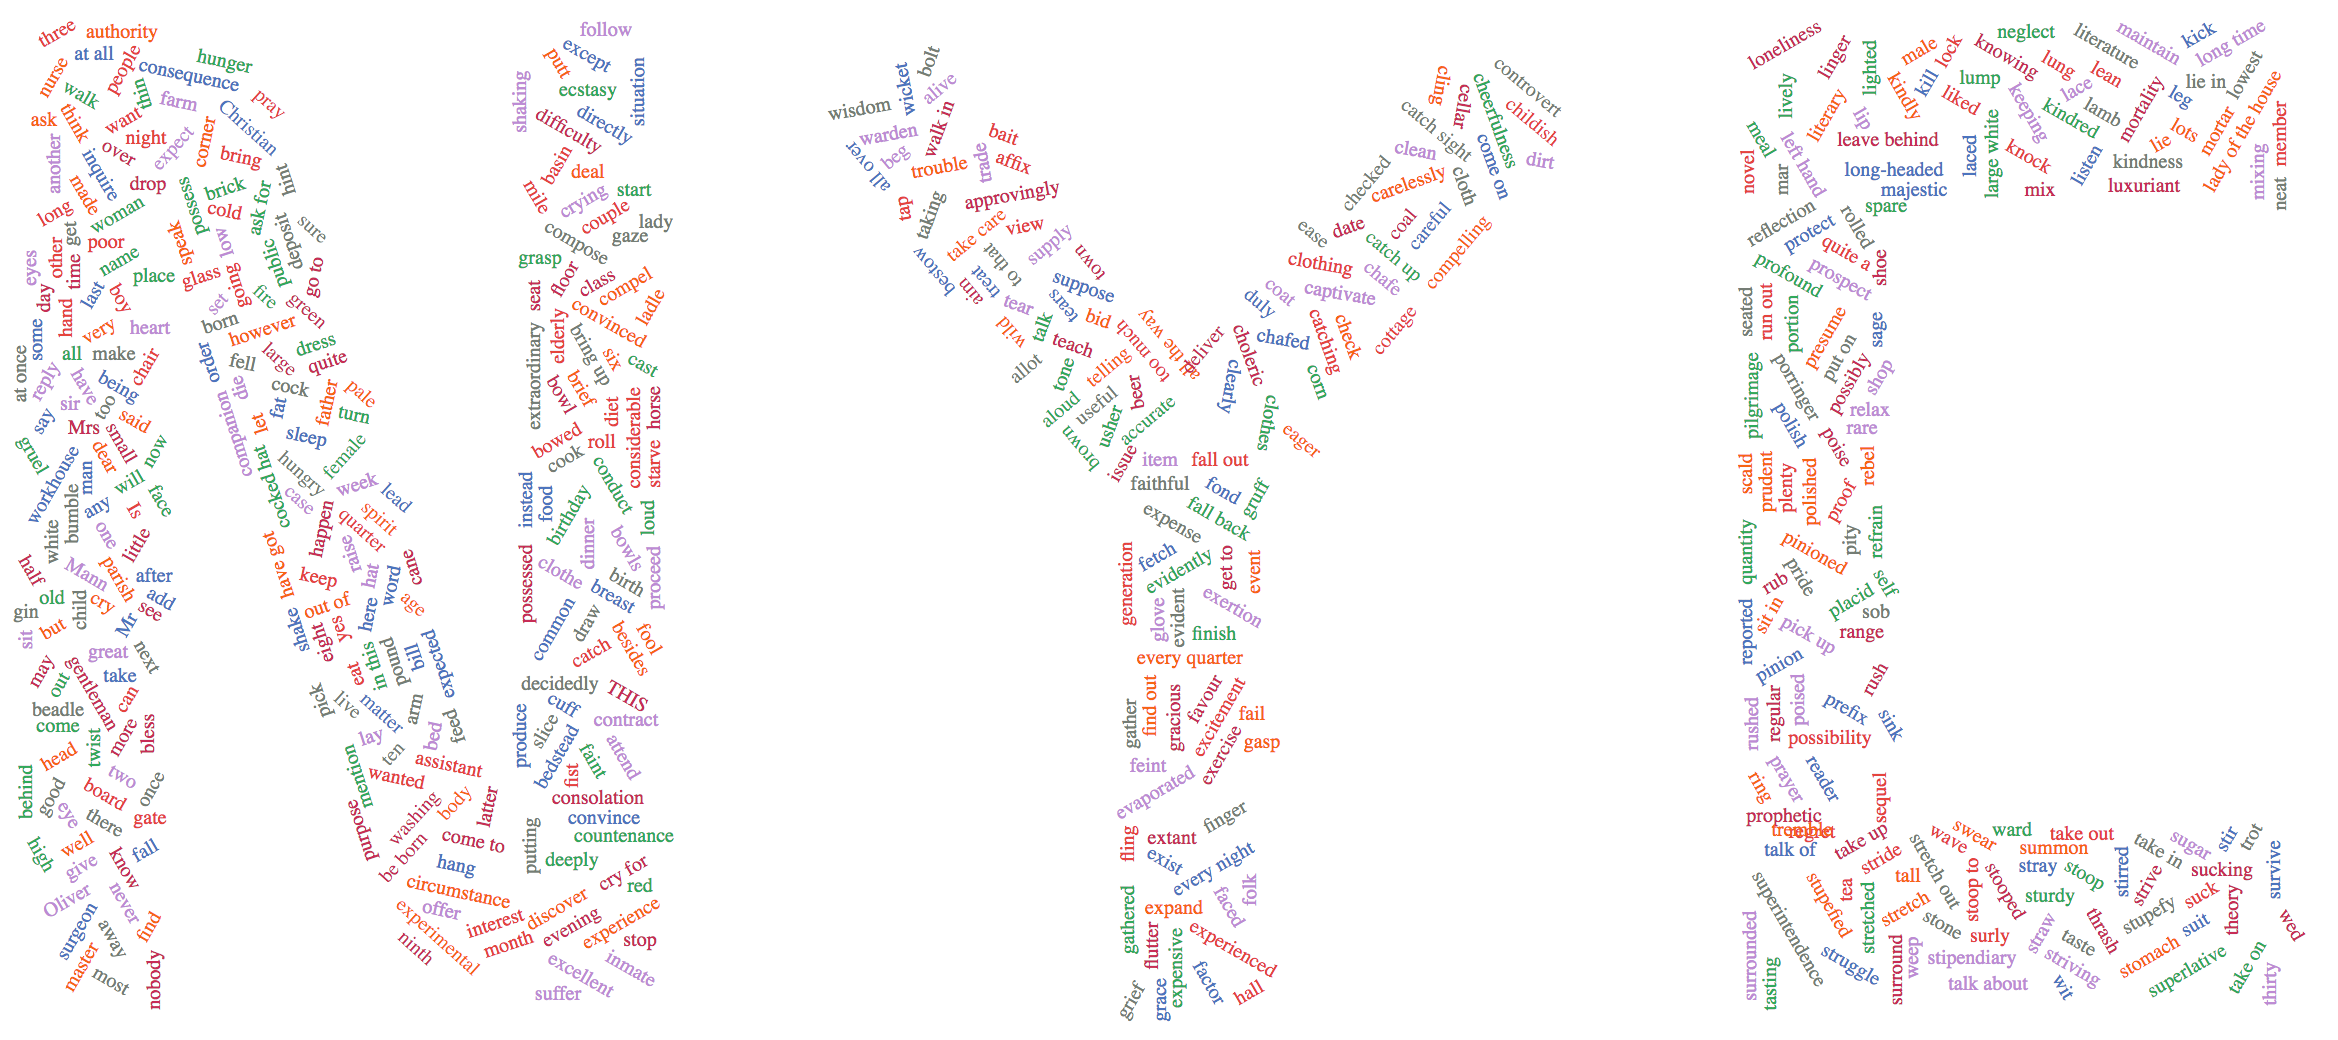 three
authority
at all
people
hunger
nurse
consequence
walk
thin
farm
Christian
pray
ask
think
want
night
corner
another
over
expect
bring
inquire
drop
possess
brick
ask for
hint
made
woman
cold
long
get
poor
speak
low
public
deposit
sure
eyes
other
time
name
place
glass
going
go to
day
last
boy
set
fire
green
some
hand
very
heart
born
however
all
make
chair
order
fell
large
dress
quite
at once
reply
have
being
die
cock
pale
say
sir
too
said
companion
let
fat
father
turn
Mrs
small
sleep
gruel
dear
now
cocked hat
hungry
female
workhouse
man
will
face
case
week
lead
white
bumble
any
one
Is
little
happen
quarter
spirit
have got
raise
half
Mann
parish
after
keep
hat
cane
old
child
cry
add
see
out of
here
word
age
gin
but
Mr
shake
eight
yes
sit
great
next
eat
in this
pound
bill
expected
may
out
gentleman
take
can
pick
live
matter
arm
feed
beadle
come
twist
more
bless
lay
ten
bed
head
two
mention
wanted
assistant
behind
good
eye
board
once
there
gate
purpose
washing
body
latter
high
well
give
know
fall
be born
come to
hang
Oliver
never
circumstance
surgeon
away
find
experimental
offer
interest
master
most
nobody
ninth
month
discover
evening
cry for
red
experience
stop
excellent
inmate
suffer
follow
except
putt
ecstasy
situation
shaking
difficulty
directly
basin
deal
mile
crying
start
couple
lady
compose
gaze
grasp
floor
class
compel
seat
convinced
ladle
extraordinary
elderly
bring up
six
cast
bowl
brief
diet
considerable
horse
bowed
roll
cook
starve
instead
food
birthday
conduct
loud
dinner
bowls
possessed
clothe
birth
proceed
breast
common
draw
besides
fool
catch
decidedly
THIS
cuff
contract
produce
slice
bedstead
faint
attend
fist
consolation
convince
countenance
putting
deeply
bolt
wicket
alive
wisdom
warden
walk in
all over
beg
bait
trouble
trade
affix
tap
taking
approvingly
take care
view
bestow
that to
supply
town
aim
treat
tear
suppose
tears
wild
talk
bid
too much
all the way
teach
allot
tone
telling
deliver
beer
aloud
useful
usher
accurate
brown
issue
cling
controvert
cellar
cheerfulness
childish
catch sight
clean
come on
dirt
checked
carelessly
cloth
ease
date
coal
careful
catch up
compelling
clothing
chafe
coat
captivate
duly
choleric
chafed
catching
check
cottage
clearly
corn
clothes
eager
item
fall out
faithful
fond
gruff
expense
fall back
generation
fetch
evidently
get to
event
glove
evident
exertion
finish
every quarter
gather
find out
gracious
favour
excitement
fail
exercise
gasp
feint
evaporated
finger
fling
extant
exist
every night
faced
folk
gathered
expand
flutter
expensive
experienced
grief
grace
factor
hall
loneliness
linger
lighted
male
lock
knowing
neglect
literature
maintain
kick
long time
lively
kindly
kill
lump
lung
lean
lie in
lowest
literary
lip
liked
keeping
lace
lamb
mortality
leg
lady of the house
meal
left hand
leave behind
large white
kindred
lie
lots
mortar
member
novel
mar
long-headed
laced
knock
listen
kindness
mixing
majestic
mix
luxuriant
neat
spare
reflection
protect
rolled
quite a
shoe
profound
prospect
seated
run out
portion
presume
sage
pilgrimage
porringer
put on
possibly
shop
polish
relax
rare
poise
scald
prudent
plenty
polished
proof
rebel
quantity
pinioned
pity
refrain
rub
pride
placid
self
sob
reported
sit in
pick up
range
pinion
rush
rushed
regular
poised
prefix
sink
possibility
ring
prayer
reader
sequel
prophetic
tremble
regret
talk of
take up
stride
wave
swear
ward
take out
summon
take in
sugar
stir
trot
superintendence
stupefied
tea
tall
stretch out
stoop to
stooped
stray
stoop
stirred
strive
sucking
survive
stretched
stretch
stone
sturdy
suck
theory
surrounded
surly
straw
thrash
stupefy
suit
wed
tasting
struggle
surround
weep
stipendiary
taste
striving
stomach
talk about
wit
superlative
take on
thirty